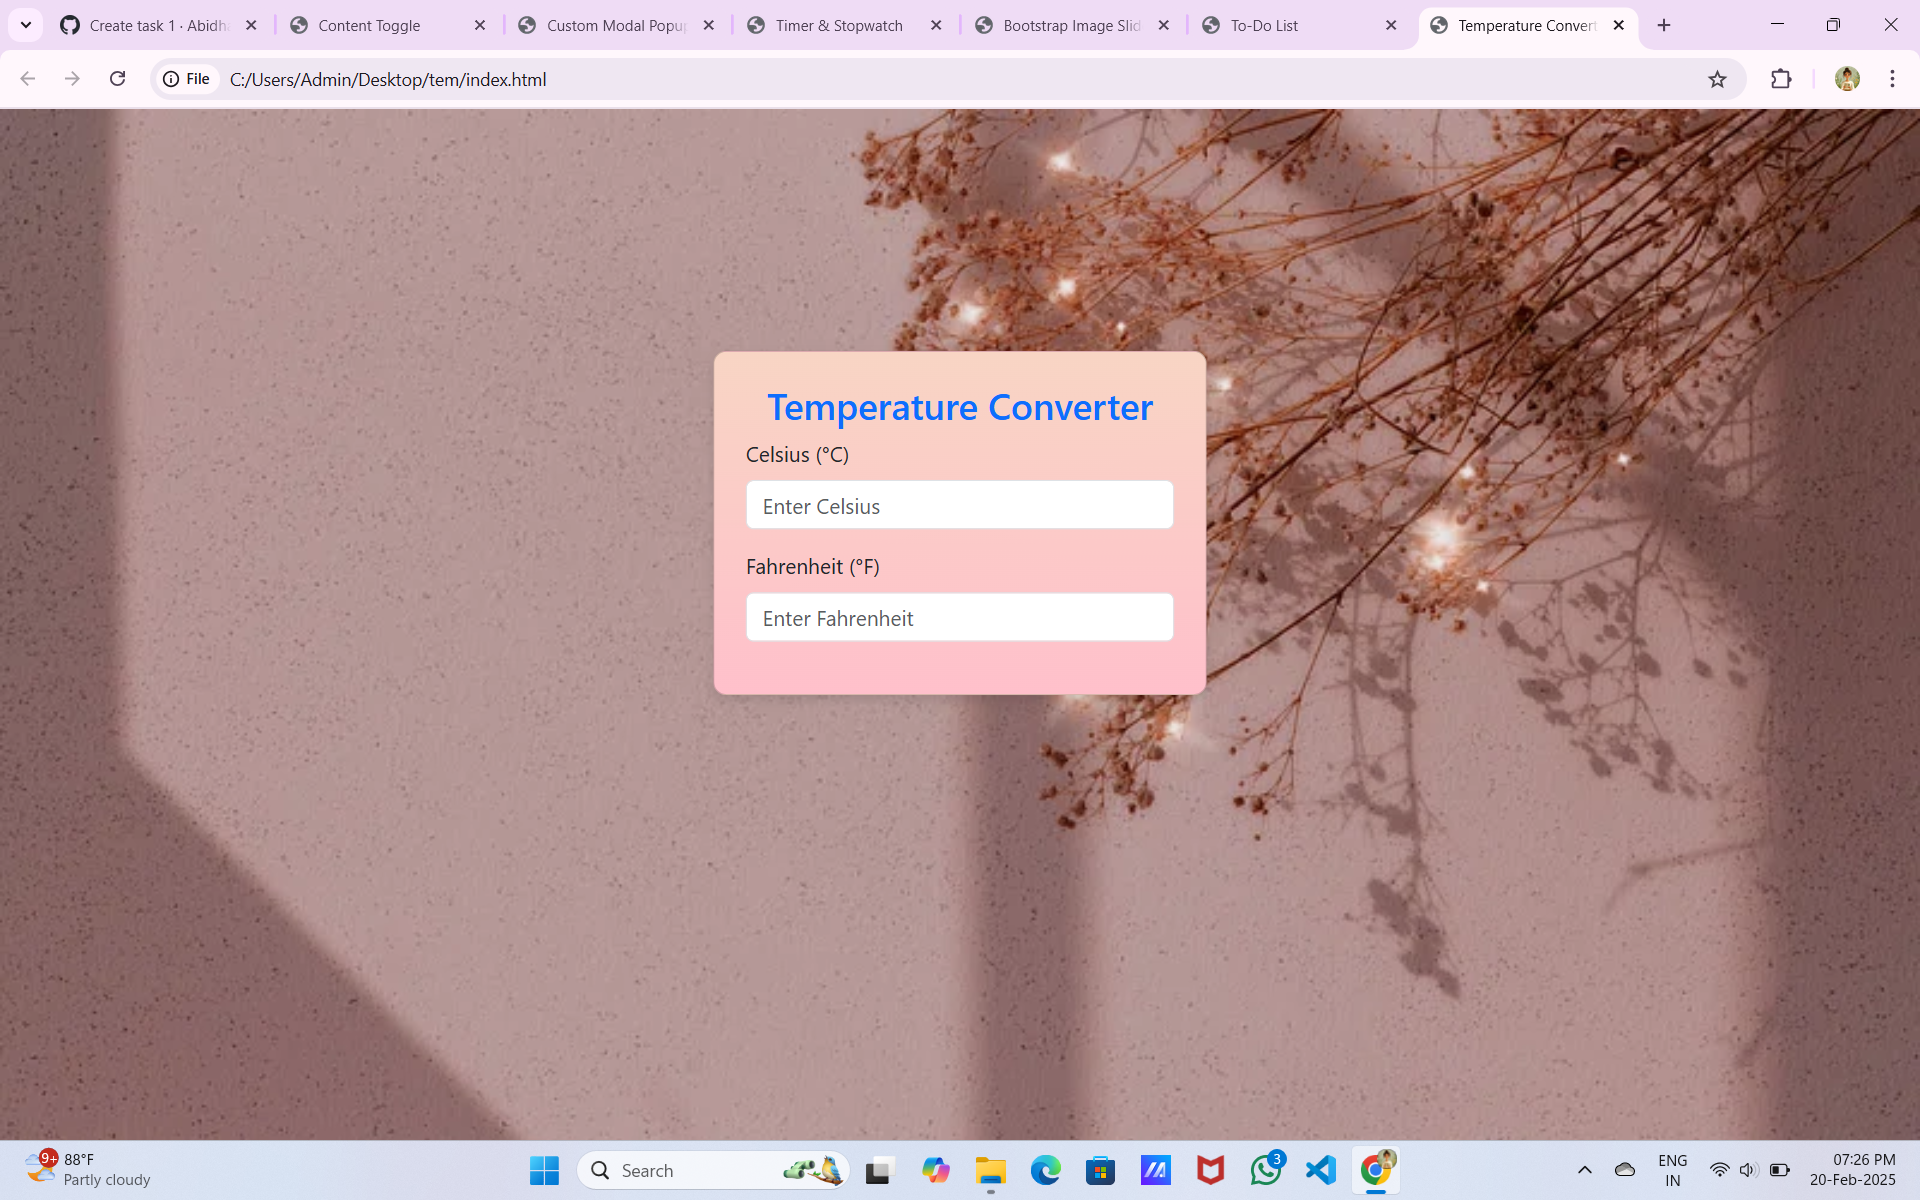 Create task 1 · Abidha
Content Toggle
Custom Modal Popup
Timer & Stopwatch
Bootstrap Image Slid
To-Do List
Temperature Convert
File
C:/Users/Admin/Desktop/tem/index.html
Temperature Converter
Celsius (°C)
Enter Celsius
Fahrenheit (°F)
Enter Fahrenheit
9+
88°F
Partly cloudy
Search
3
ENG
IN
07:26 PM
20-Feb-2025